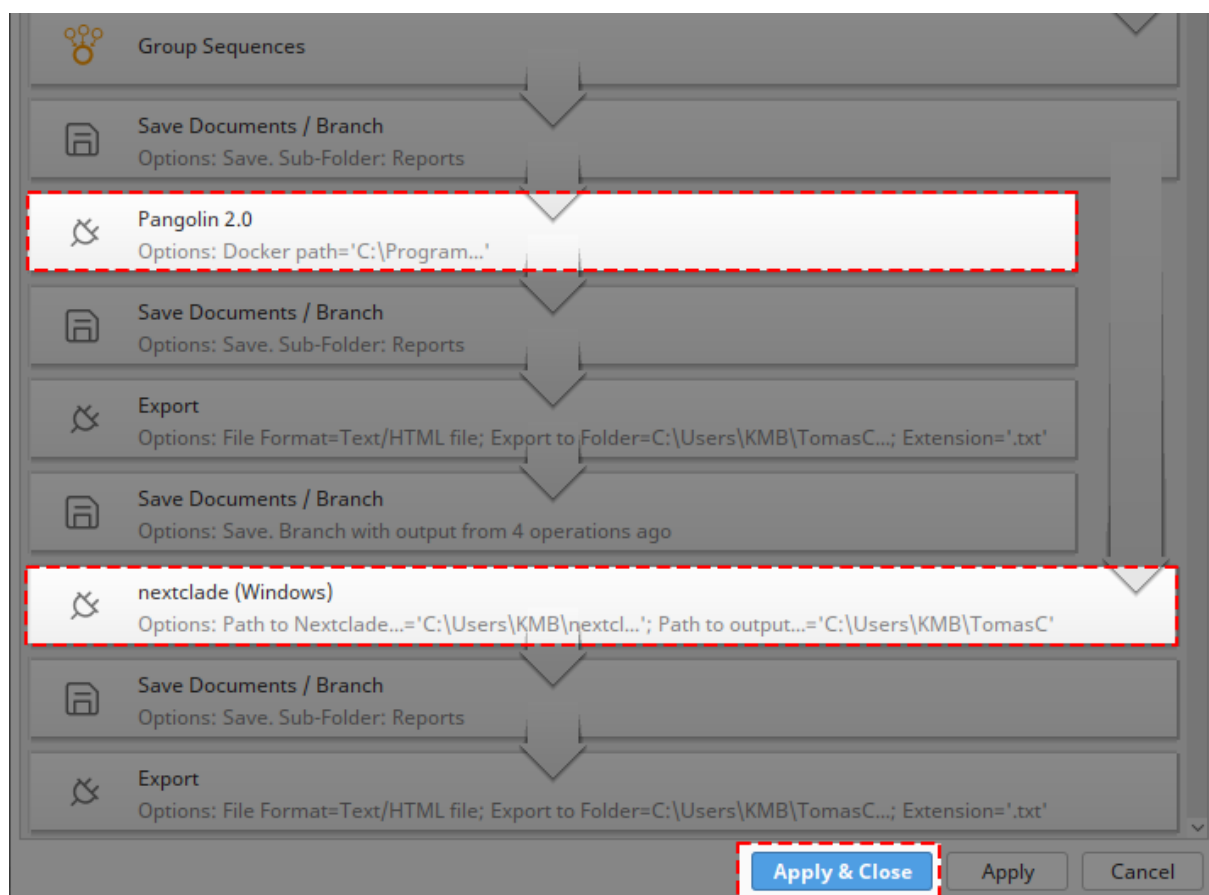 Group Sequences
Save Documents / Branch
Options: Save. Sub-Folder: Reports
Pangolin 2.0
Options: Docker path='C:\Program...'
Save Documents / Branch
Options: Save. Sub-Folder: Reports
Export
Options: File Format=Text/HTML file; Export to Folder=C:\Users\KMB\TomasC...; Extension='.txt'
Save Documents / Branch
Options: Save. Branch with output from 4 operations ago
nextclade (Windows)
Options: Path to Nextclade...='C:\Users\KMB\nextcl...'; Path to output...='C:\Users\KMB\TomasC'
Save Documents / Branch
Options: Save. Sub-Folder: Reports
Export
Options: File Format=Text/HTML file; Export to Folder=C:\Users\KMB\TomasC...; Extension='.txt'
Apply & Close Apply Cancel